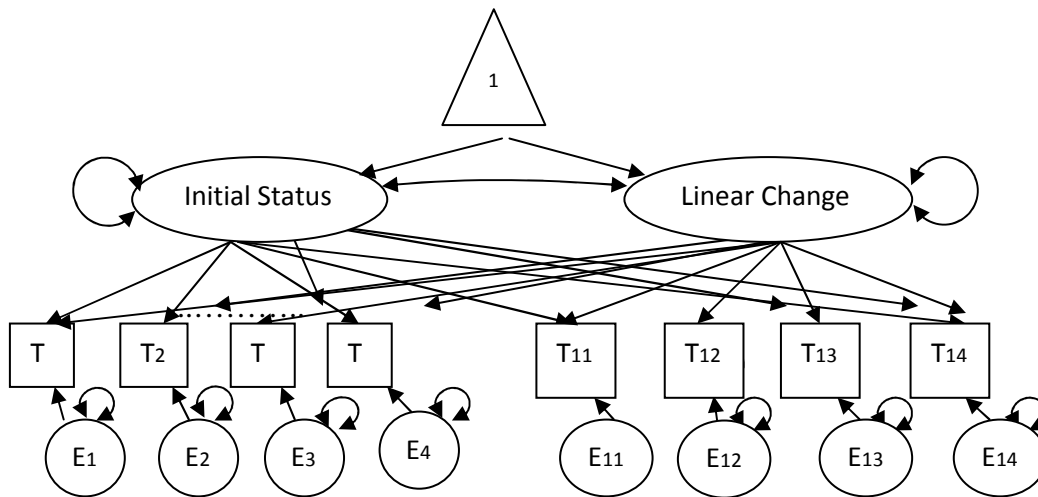 1
Initial Status
Linear Change
T
T2
T
T
T11
T12
T13
T14
E1
E2
E3
E4
E11
E12
E13
E14